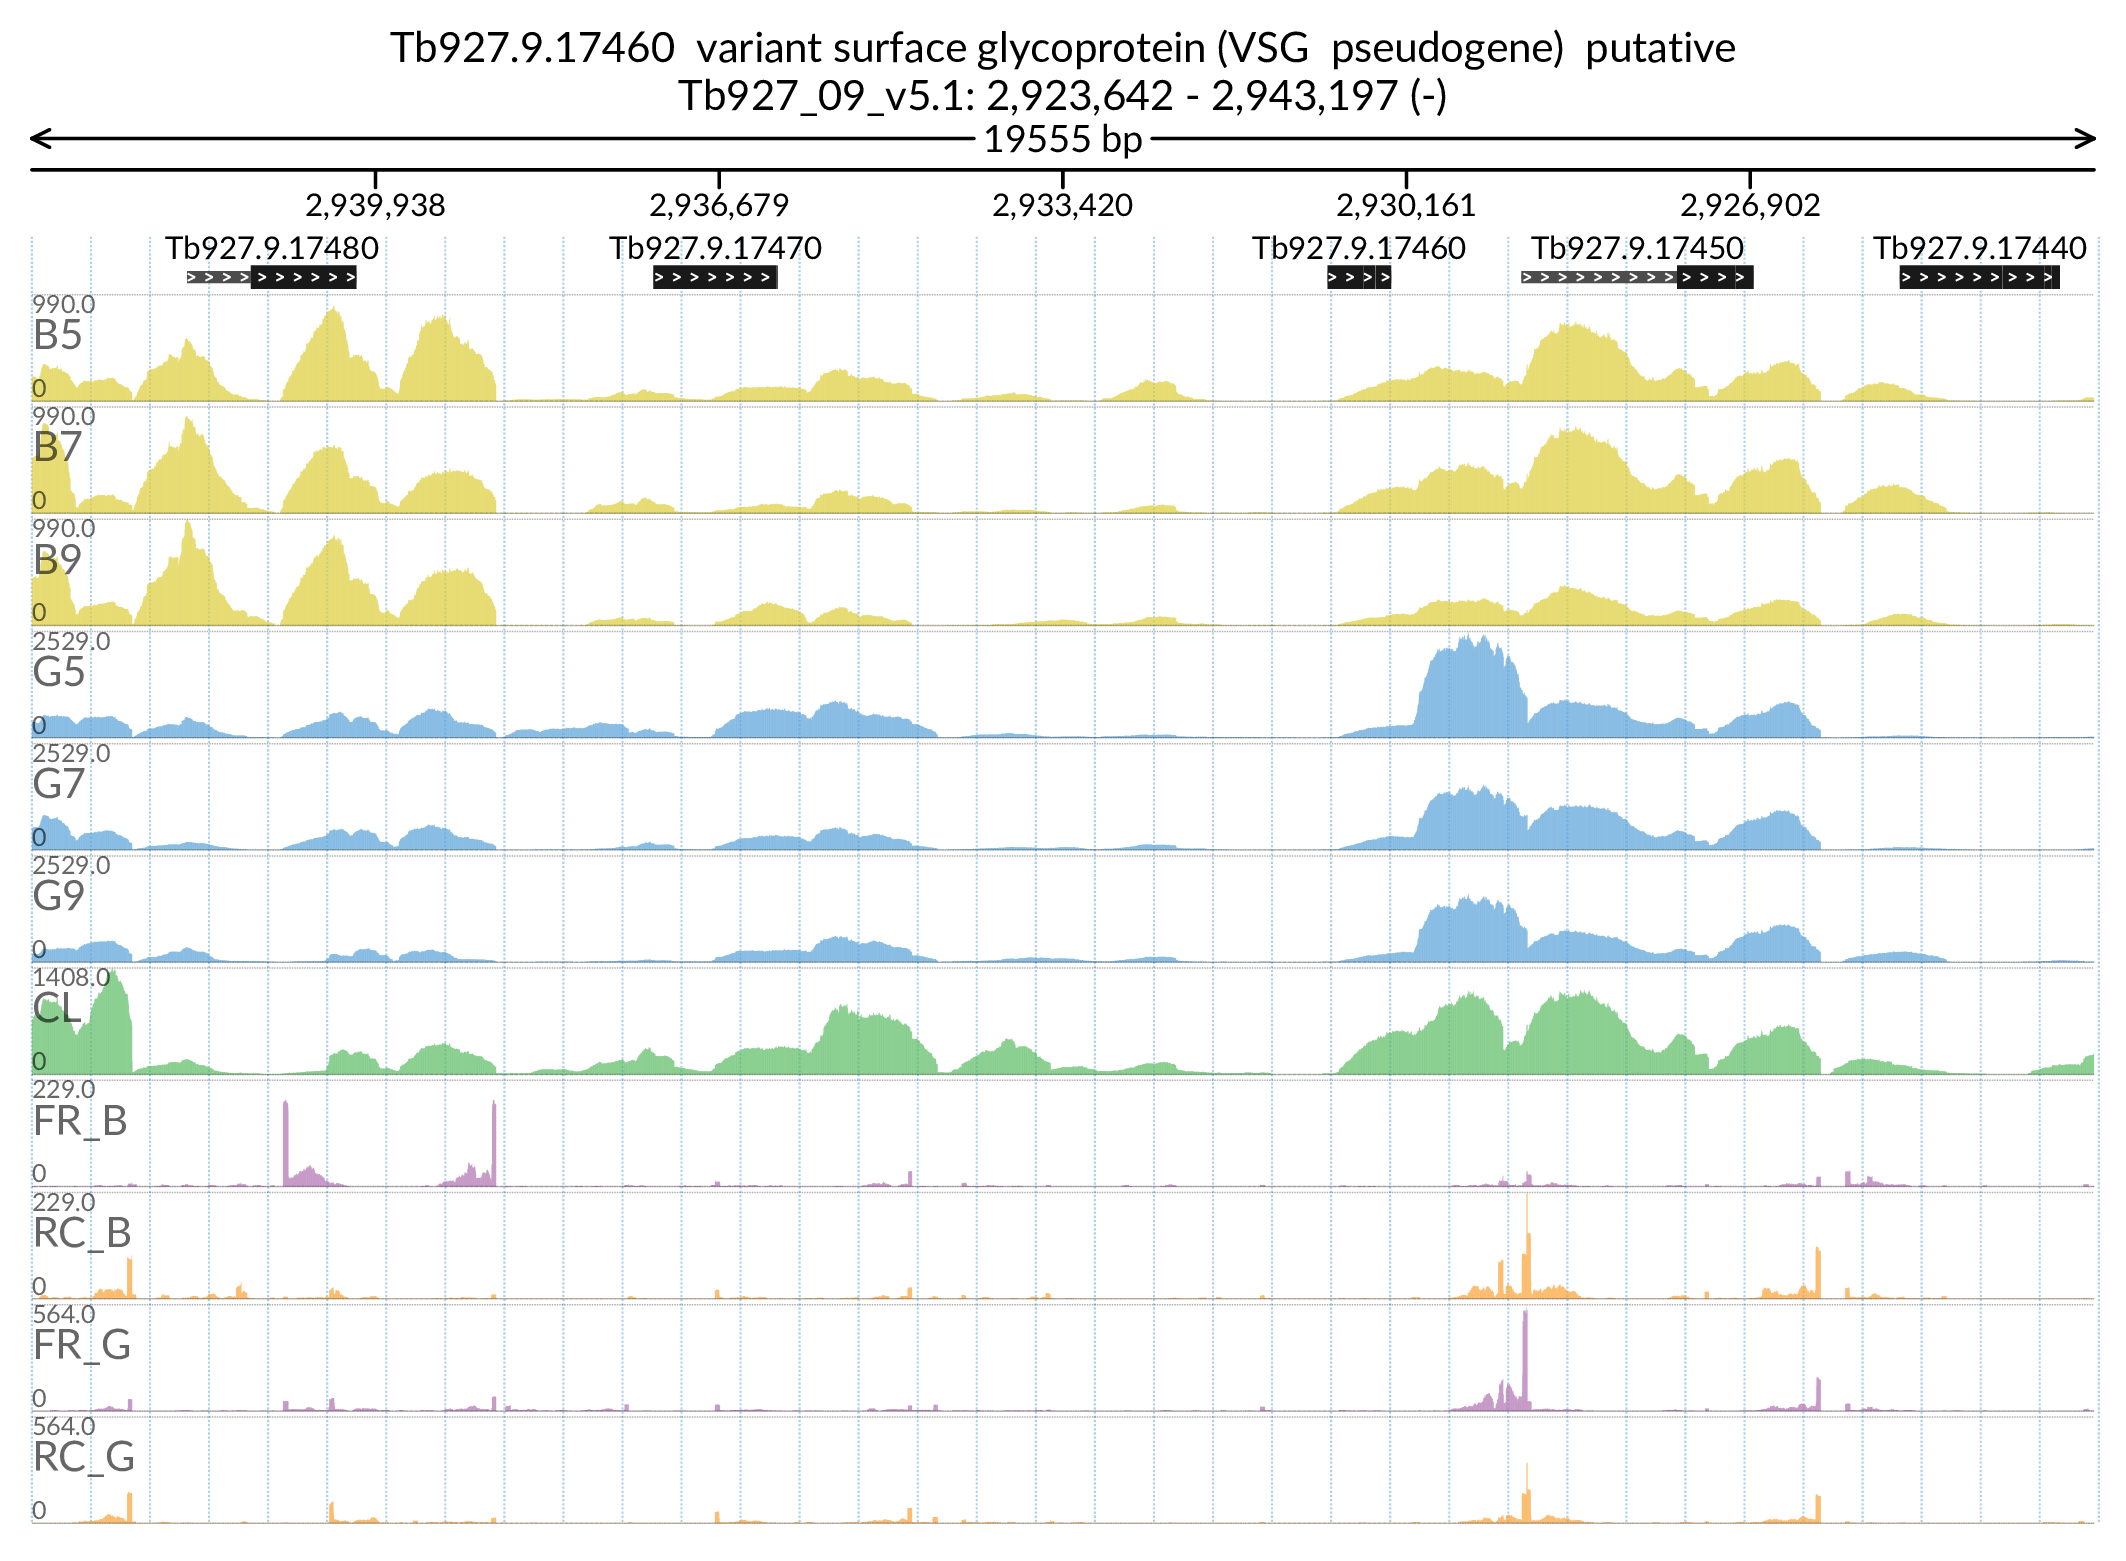 Tb927.9.17460 variant surface glycoprotein (VSG pseudogene) putative
Tb927_09_v5.1: 2,923,642 - 2,943,197 (-)
19555 bp
2,939,938 2,936,679 2,933,420 2,930,161 2,926,902
Tb927.9.17480 Tb927.9.17470 Tb927.9.17460 Tb927.9.17450 Tb927.9.17440
990.0
B5
0
990.0
B7
0
990.0
B9
0
2529.0
G5
0
2529.0
G7
0
2529.0
G9
0
1408.0
CL
0
229.0
FR_B
0
229.0
RC_B
0
564.0
FR_G
0
564.0
RC_G
0